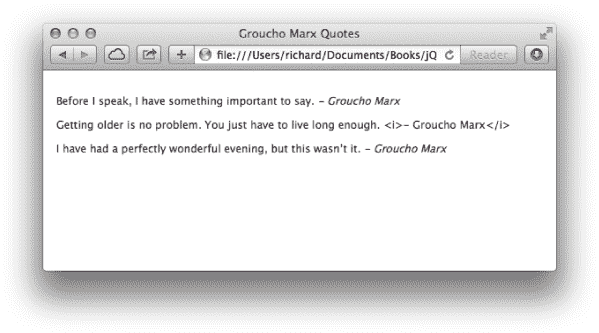 Groucho Marx Quotes
file:///Users/richard/Documents/Books/jQ
Reader
Before I speak, I have something important to say. - Groucho Marx
Getting older is no problem. You just have to live long enough. <i>- Groucho Marx</i>
I have had a perfectly wonderful evening, but this wasn't it. - Groucho Marx